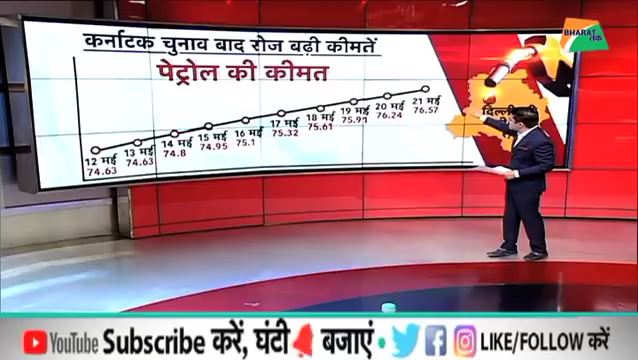 BHARAT
तक
कर्नाटक चुनाव बाद रोज बढ़ी कीमतें
पेट्रोल की कीमत
12 मई 13 मई 14 मई 15 मई 16 मई 17 मई 18 मई 19 मई 20 मई 21 मई
74.63 74.63 74.8 74.95 75.1 75.32 75.61 75.91 76.24 76.57
YouTube Subscribe करें, घंटी बजाएं LIKE/FOLLOW करें